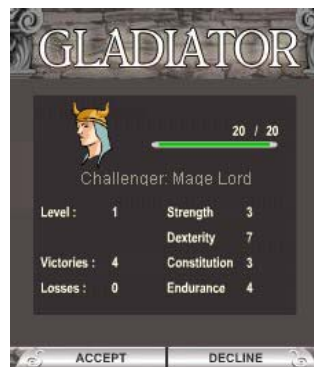 GLADIATOR
20 / 20
Challenger: Mage Lord
Level : 1 Strength 3
Dexterity 7
Victories : 4 Constitution 3
Losses : 0 Endurance 4
ACCEPT DECLINE